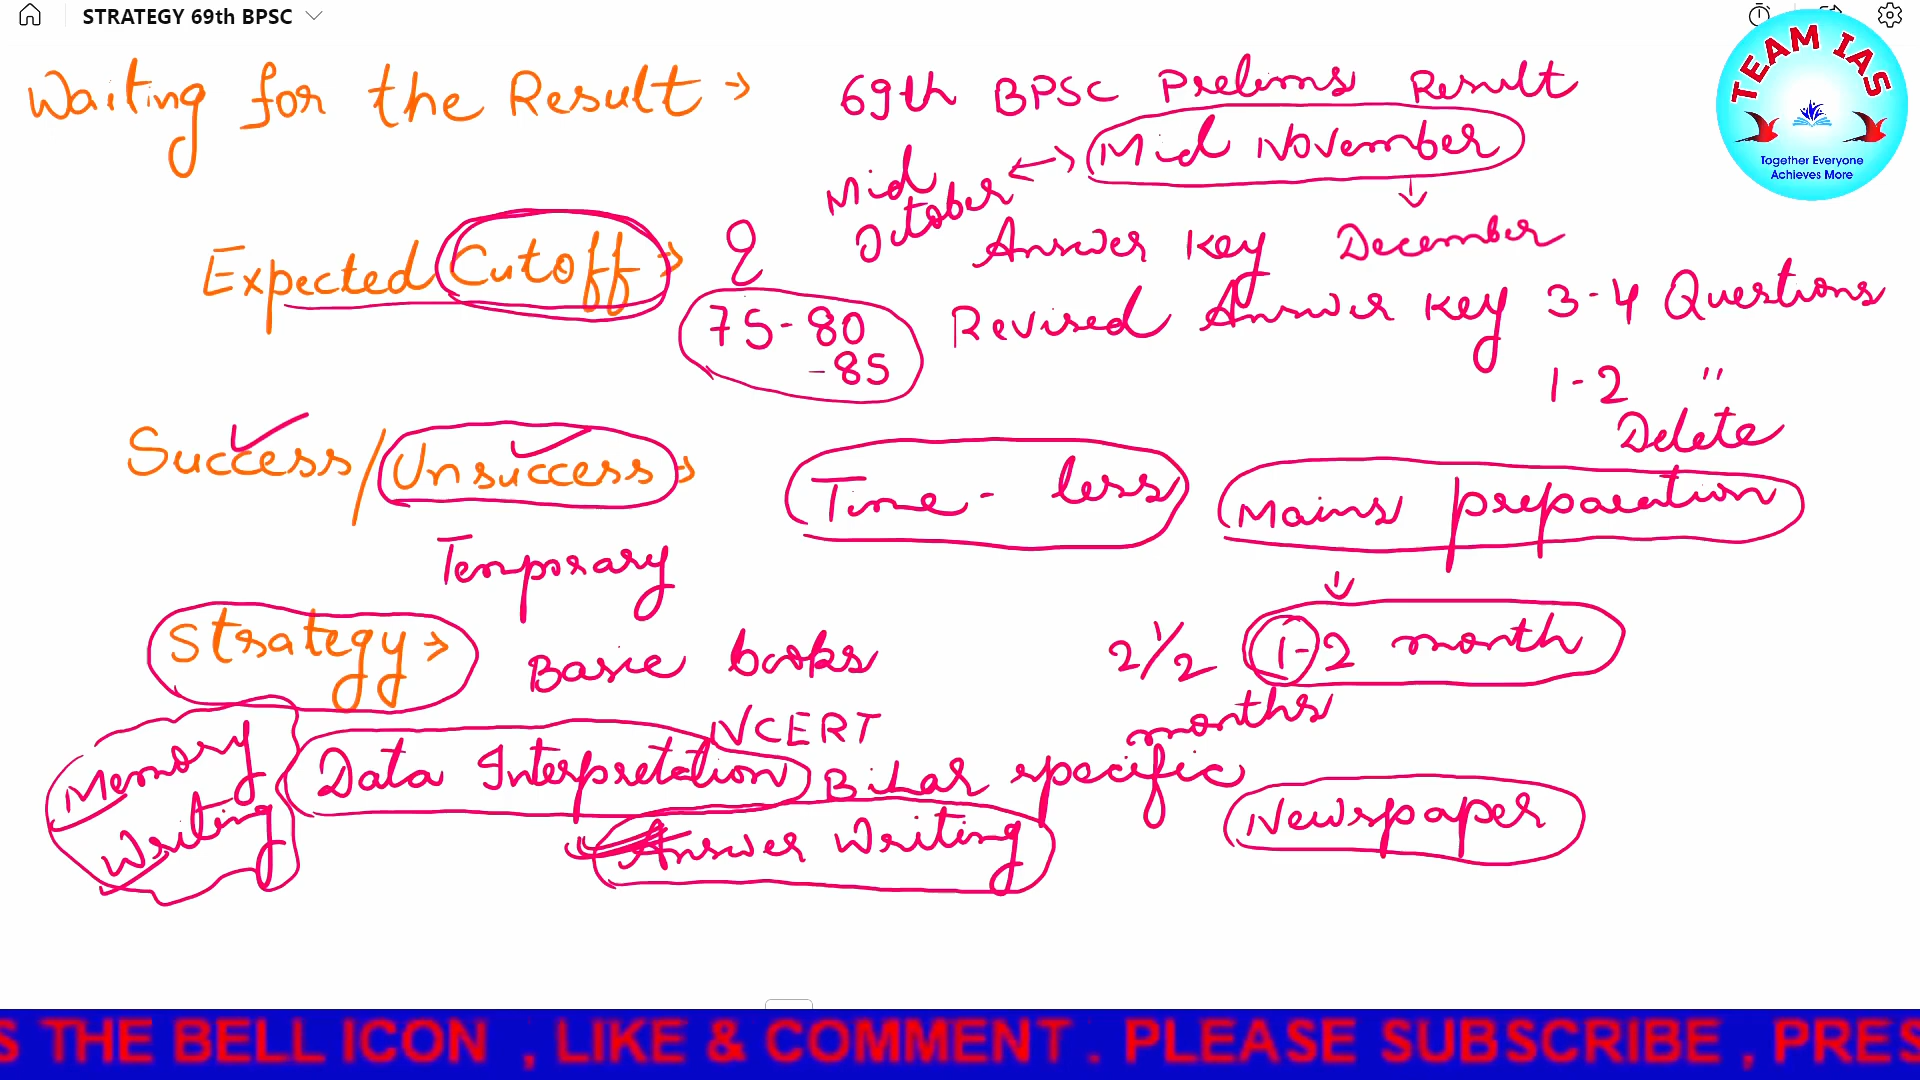 STRATEGY 69th BPSC
TEAM IAS
Together Everyone
Achieves More
Waiting for the Result → 69th BPSC Prelims Result
Mid October ↔ Mid November
↓
Answer Key December
Expected Cutoff →
75-80
-85
Revised Answer Key 3-4 Questions
1-2 "
Delete
Success/Unsuccess → Time-less Mains preparation
Temporary
↓
Strategy → Basic books 2 1/2 months 1-2 month
NCERT
Memory Writing Data Interpretation Bihar specific Newspaper
Answer Writing
S THE BELL ICON , LIKE & COMMENT . PLEASE SUBSCRIBE , PRES